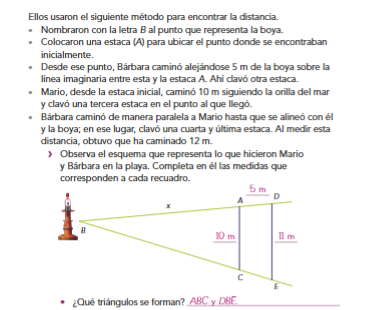 Ellos usaron el siguiente método para encontrar la distancia.
• Nombraron con la letra B al punto que representa la boya.
• Colocaron una estaca (A) para ubicar el punto donde se encontraban
inicialmente.
• Desde ese punto, Bárbara caminó alejándose 5 m de la boya sobre la
línea imaginaria entre esta y la estaca A. Ahí clavó otra estaca.
• Mario, desde la estaca inicial, caminó 10 m siguiendo la orilla del mar
y clavó una tercera estaca en el punto al que llegó.
• Bárbara caminó de manera paralela a Mario hasta que se alineó con él
y la boya; en ese lugar, clavó una cuarta y última estaca. Al medir esta
distancia, obtuvo que ha caminado 12 m.
› Observa el esquema que representa lo que hicieron Mario
y Bárbara en la playa. Completa en él las medidas que
corresponden a cada recuadro.
5 m
x A D
B
10 m 11 m
C
E
• ¿Qué triángulos se forman? ABC y DBE